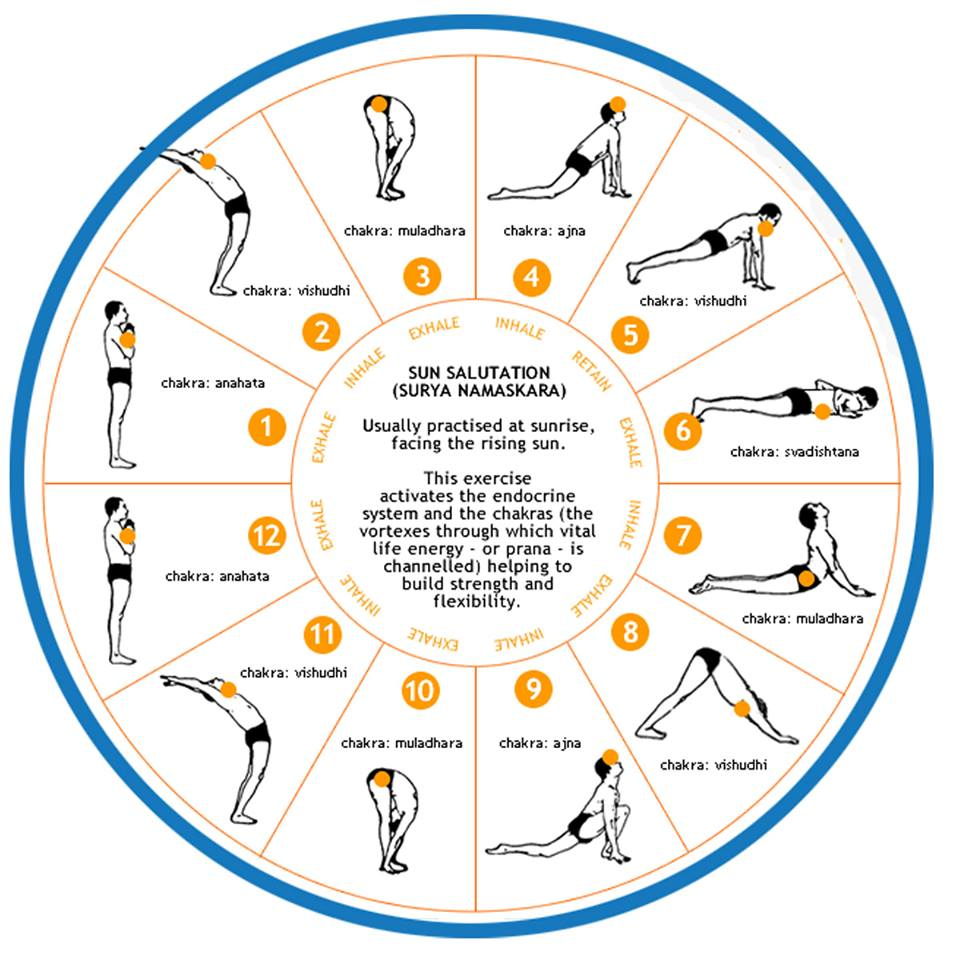 SUN SALUTATION
(SURYA NAMASKARA)
Usually practised at sunrise,
facing the rising sun.
This exercise
activates the endocrine
system and the chakras (the
vortexes through which vital
life energy - or prana - is
channelled) helping to
build strength and
flexibility.
chakra: anahata
1
EXHALE
chakra: vishudhi
2
INHALE
chakra: muladhara
3
EXHALE
chakra: ajna
4
INHALE
chakra: vishudhi
5
RETAIN
6
chakra: svadishtana
EXHALE
7
chakra: muladhara
INHALE
8
chakra: vishudhi
EXHALE
9
chakra: ajna
INHALE
10
chakra: muladhara
EXHALE
11
chakra: vishudhi
INHALE
12
chakra: anahata
EXHALE